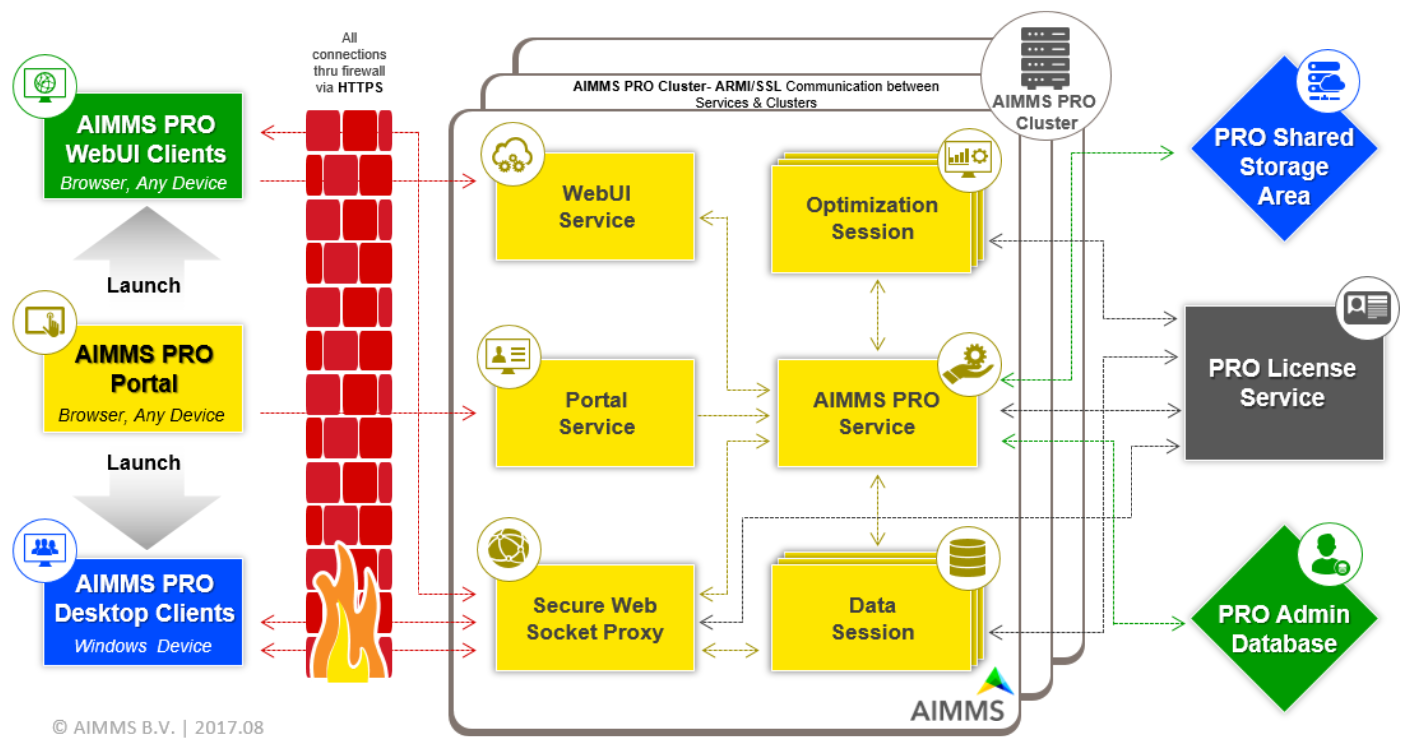 All
connections
thru firewall
via HTTPS
AIMMS PRO
WebUI Clients
Browser, Any Device
Launch
AIMMS PRO
Portal
Browser, Any Device
Launch
AIMMS PRO
Desktop Clients
Windows Device
AIMMS PRO Cluster- ARMI/SSL Communication between
Services & Clusters
AIMMS PRO
Cluster
WebUI
Service
Optimization
Session
Portal
Service
AIMMS PRO
Service
Secure Web
Socket Proxy
Data
Session
AIMMS
PRO Shared
Storage
Area
PRO License
Service
PRO Admin
Database
© AIMMS B.V. | 2017.08